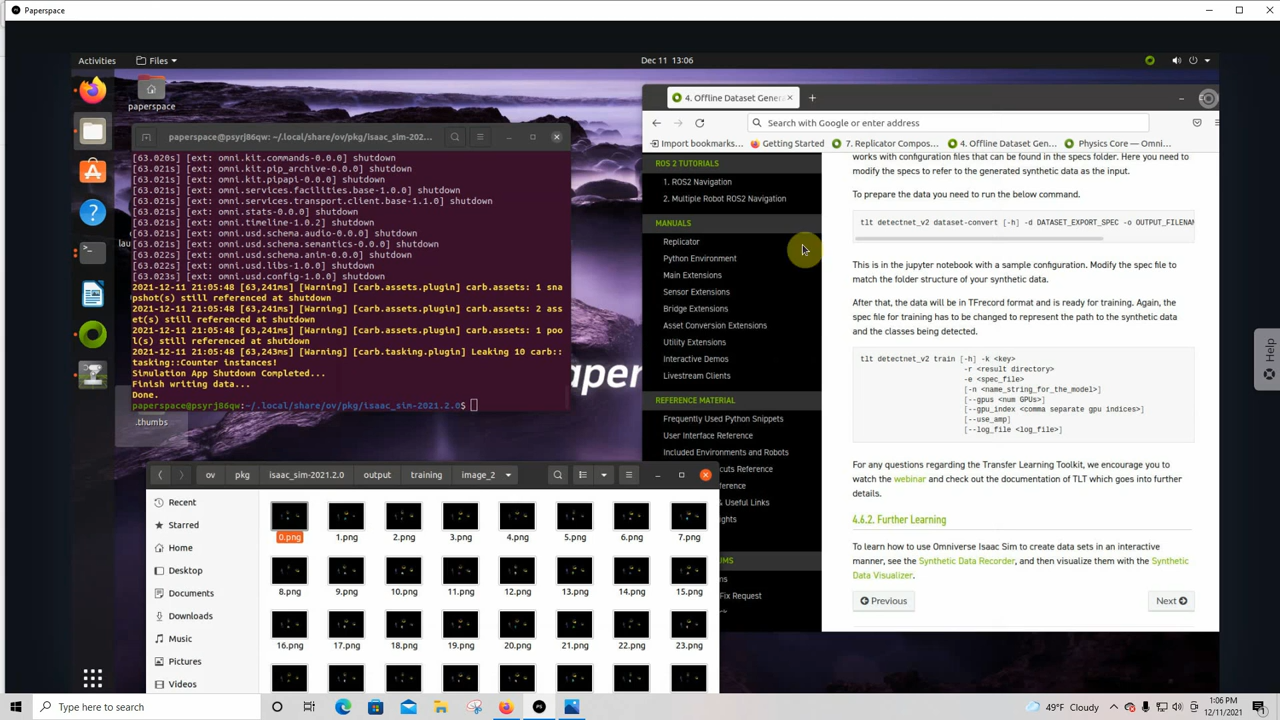 Paperspace
Activities
Files
Dec 11 13:06
paperspace
paperspace@psyrj86qw: ~/.local/share/ov/pkg/isaac_sim-202...
[63.020s] [ext: omni.kit.commands-0.0.0] shutdown
[63.021s] [ext: omni.kit.pip_archive-0.0.0] shutdown
[63.021s] [ext: omni.kit.pipapi-0.0.0] shutdown
[63.021s] [ext: omni.services.facilities.base-1.0.0] shutdown
[63.021s] [ext: omni.services.transport.client.base-1.1.0] shutdown
[63.021s] [ext: omni.stats-0.0.0] shutdown
[63.021s] [ext: omni.timeline-1.0.2] shutdown
[63.021s] [ext: omni.usd.schema.audio-0.0.0] shutdown
[63.021s] [ext: omni.usd.schema.semantics-0.0.0] shutdown
[63.021s] [ext: omni.usd.schema.anim-0.0.0] shutdown
[63.022s] [ext: omni.usd.libs-1.0.0] shutdown
[63.022s] [ext: omni.usd.config-1.0.0] shutdown
2021-12-11 21:05:48 [63,241ms] [Warning] [carb.assets.plugin] carb.assets: 1 sna
pshot(s) still referenced at shutdown
2021-12-11 21:05:48 [63,241ms] [Warning] [carb.assets.plugin] carb.assets: 2 ass
et(s) still referenced at shutdown
2021-12-11 21:05:48 [63,241ms] [Warning] [carb.assets.plugin] carb.assets: 1 poo
l(s) still referenced at shutdown
2021-12-11 21:05:48 [63,243ms] [Warning] [carb.tasking.plugin] Leaking 10 carb::
tasking::Counter instances!
Simulation App Shutdown Completed...
Finish writing data...
Done.
paperspace@psyrj86qw:~/.local/share/ov/pkg/isaac_sim-2021.2.0$
lau
aper
.thumbs
ov
pkg
isaac_sim-2021.2.0
output
training
image_2
Recent
Starred
Home
Desktop
Documents
Downloads
Music
Pictures
Videos
0.png 1.png 2.png 3.png 4.png 5.png 6.png 7.png
8.png 9.png 10.png 11.png 12.png 13.png 14.png 15.png
16.png 17.png 18.png 19.png 20.png 21.png 22.png 23.png
4. Offline Dataset Gener
Search with Google or enter address
Import bookmarks...
Getting Started
7. Replicator Compos...
4. Offline Dataset Gen...
Physics Core — Omni...
ROS 2 TUTORIALS
1. ROS2 Navigation
2. Multiple Robot ROS2 Navigation
MANUALS
Replicator
Python Environment
Main Extensions
Sensor Extensions
Bridge Extensions
Asset Conversion Extensions
Utility Extensions
Interactive Demos
Livestream Clients
REFERENCE MATERIAL
Frequently Used Python Snippets
User Interface Reference
Included Environments and Robots
cuts Reference
ference
& Useful Links
ghts
MS
ms
Fix Request
works with configuration files that can be found in the specs folder. Here you need to
modify the specs to refer to the generated synthetic data as the input.
To prepare the data you need to run the below command.
tlt detectnet_v2 dataset-convert [-h] -d DATASET_EXPORT_SPEC -o OUTPUT_FILENA
This is in the jupyter notebook with a sample configuration. Modify the spec file to
match the folder structure of your synthetic data.
After that, the data will be in TFrecord format and is ready for training. Again, the
spec file for training has to be changed to represent the path to the synthetic data
and the classes being detected.
tlt detectnet_v2 train [-h] -k <key>
-r <result directory>
-e <spec_file>
[-n <name_string_for_the_model>]
[--gpus <num GPUs>]
[--gpu_index <comma separate gpu indices>]
[--use_amp]
[--log_file <log_file>]
For any questions regarding the Transfer Learning Toolkit, we encourage you to
watch the webinar and check out the documentation of TLT which goes into further
details.
4.6.2. Further Learning
To learn how to use Omniverse Isaac Sim to create data sets in an interactive
manner, see the Synthetic Data Recorder, and then visualize them with the Synthetic
Data Visualizer.
Previous
Next
Help
Type here to search
49°F Cloudy
1:06 PM
12/11/2021